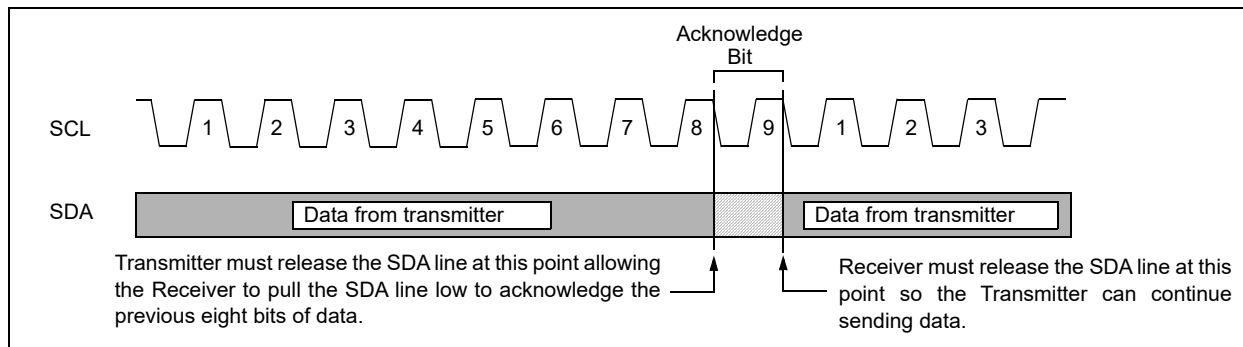 Acknowledge
Bit
SCL
1 2 3 4 5 6 7 8 9 1 2 3
SDA
Data from transmitter
Data from transmitter
Transmitter must release the SDA line at this point allowing
the Receiver to pull the SDA line low to acknowledge the
previous eight bits of data.
Receiver must release the SDA line at this
point so the Transmitter can continue
sending data.